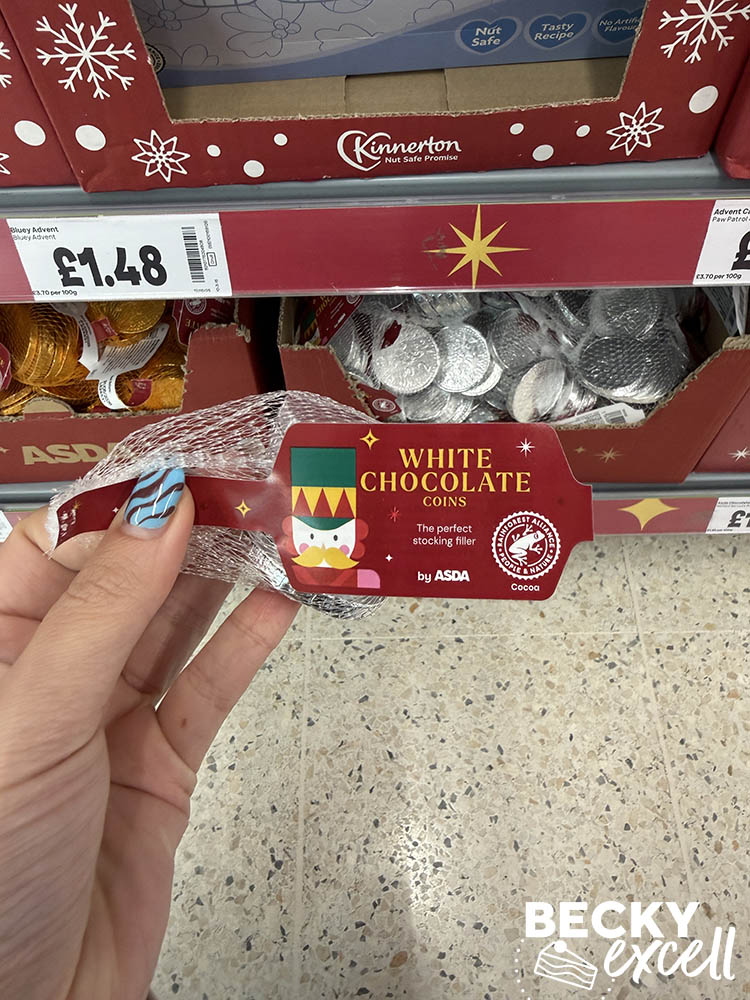 Nut
Safe
Tasty
Recipe
No Artificial
Flavour
Kinnerton
Nut Safe Promise
Bluey Advent
Bluey Advent
£1.48
£3.70 per 100g
Advent
Paw Patrol
£
£3.70 per 100g
ASDA
WHITE
CHOCOLATE
COINS
The perfect
stocking filler
by ASDA
RAINFOREST ALLIANCE
PEOPLE & NATURE
Cocoa
BECKY
excell